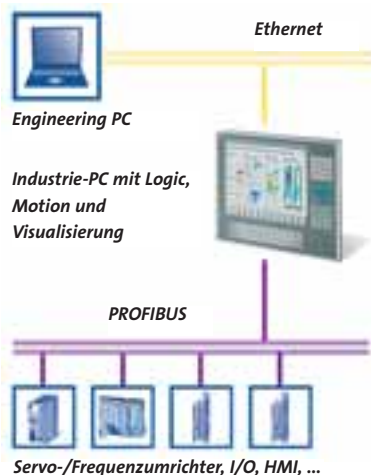 Ethernet
Engineering PC
Industrie-PC mit Logic,
Motion und
Visualisierung
PROFIBUS
Servo-/Frequenzumrichter, I/O, HMI, ...